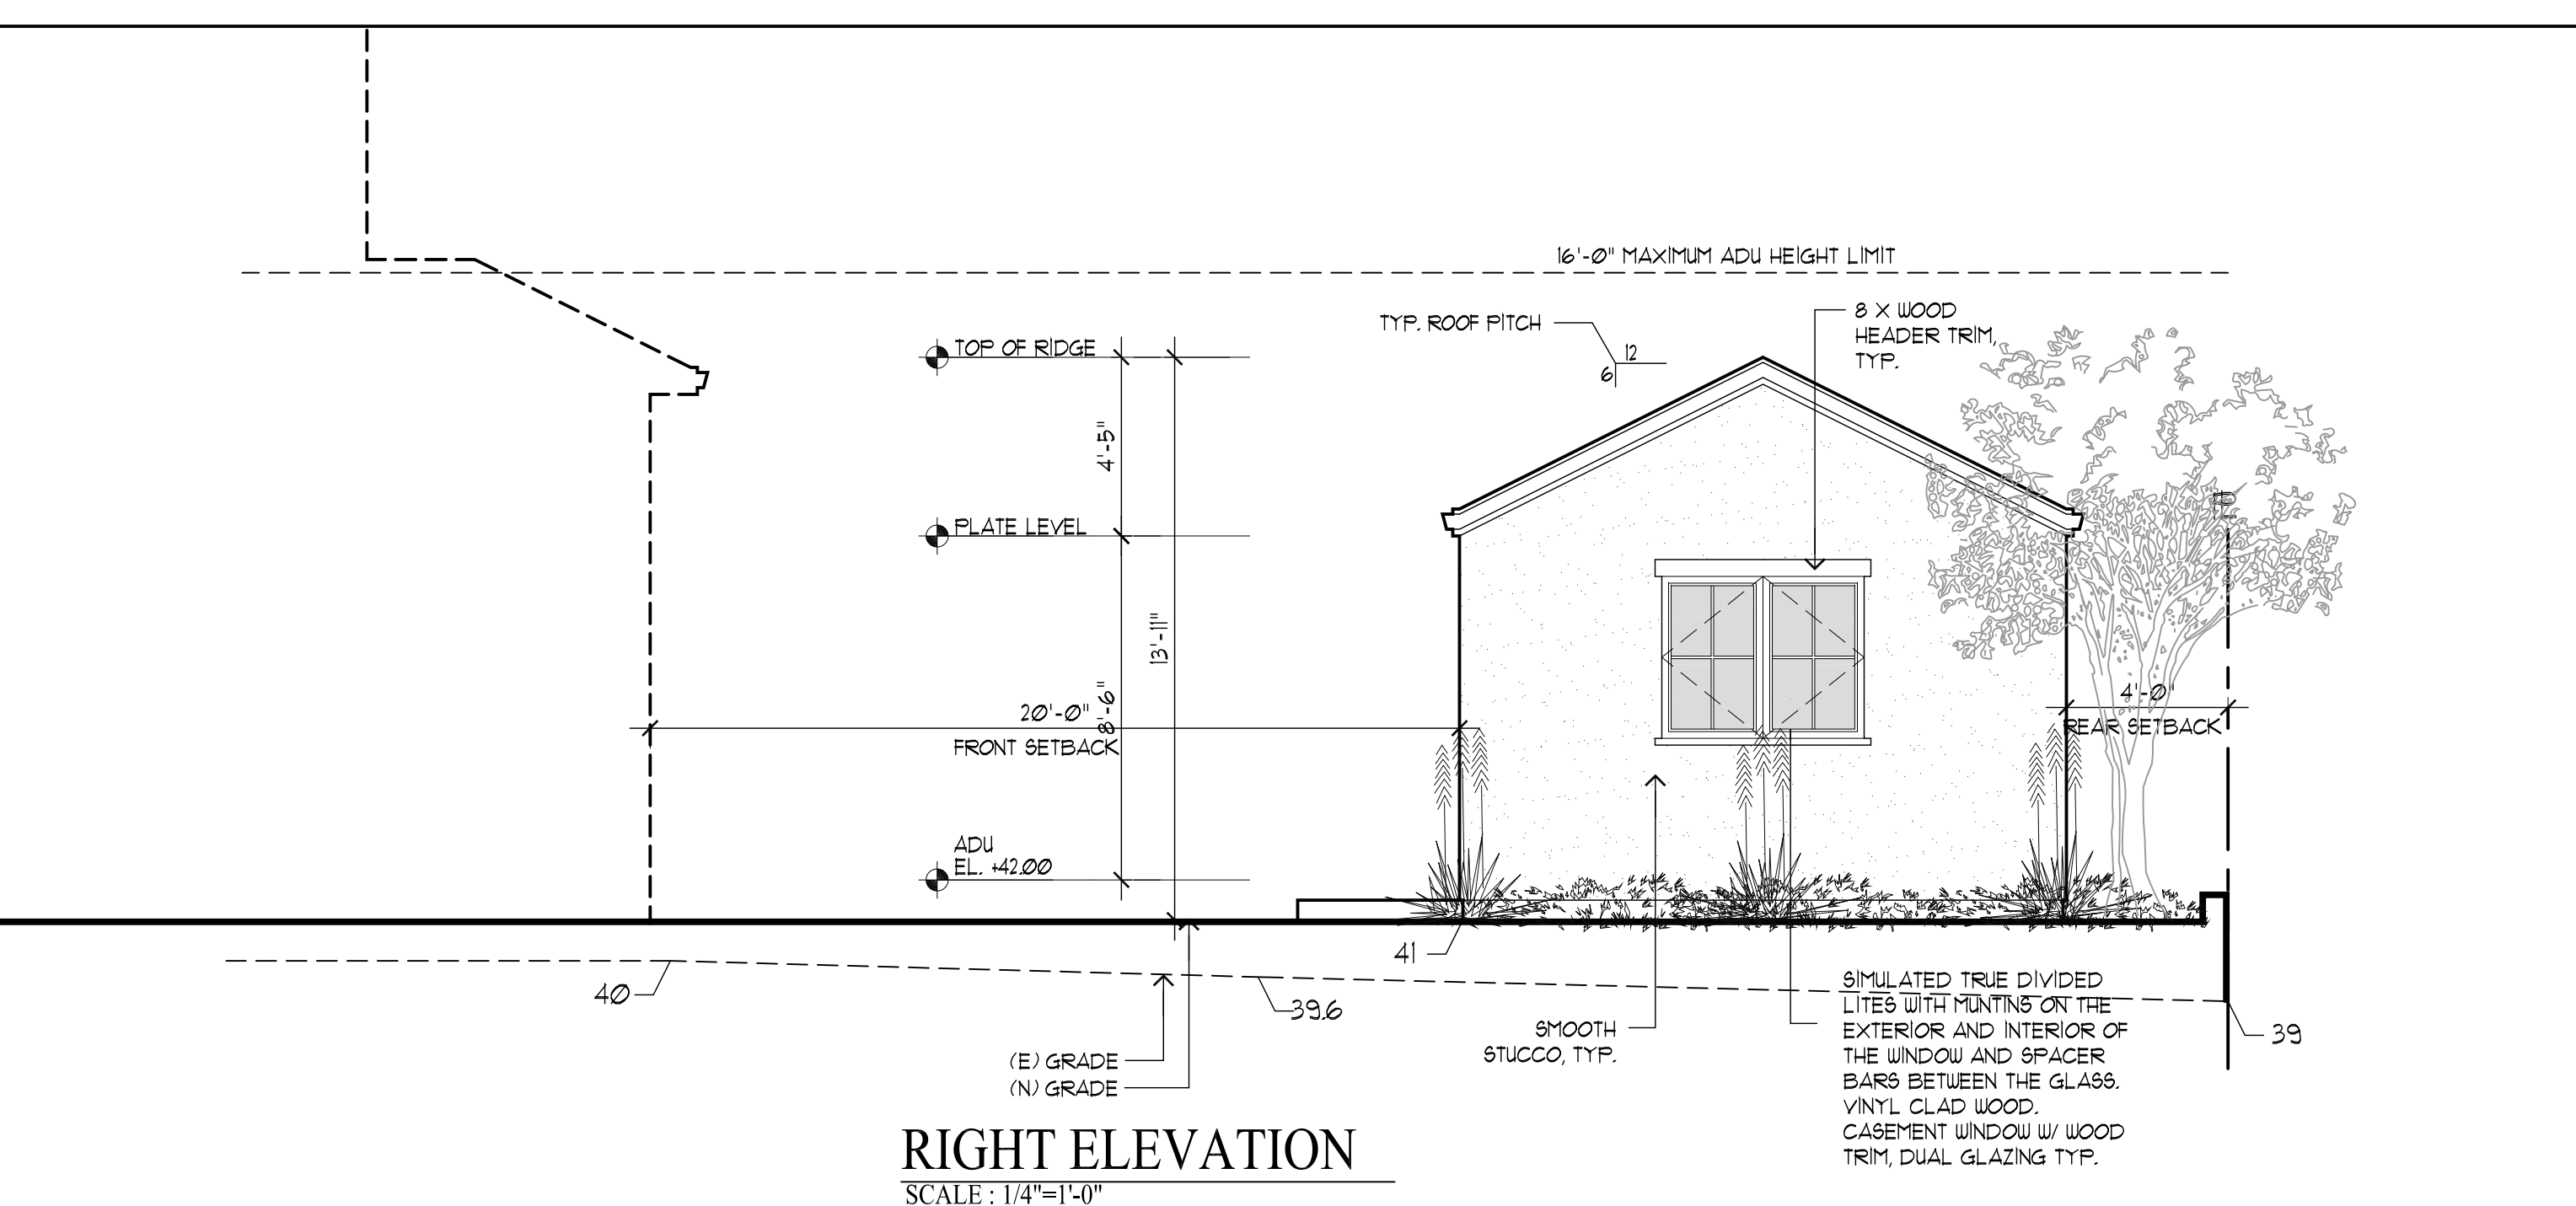 16'-0" MAXIMUM ADU HEIGHT LIMIT
TYP. ROOF PITCH
12
6
8 X WOOD
HEADER TRIM,
TYP.
TOP OF RIDGE
4'-5"
PLATE LEVEL
13'-11"
8'-6"
20'-0"
FRONT SETBACK
4'-0"
REAR SETBACK
ADU
EL. +42.00
41
40
39.6
39
(E) GRADE
(N) GRADE
SMOOTH
STUCCO, TYP.
SIMULATED TRUE DIVIDED
LITES WITH MUNTINS ON THE
EXTERIOR AND INTERIOR OF
THE WINDOW AND SPACER
BARS BETWEEN THE GLASS.
VINYL CLAD WOOD.
CASEMENT WINDOW W/ WOOD
TRIM, DUAL GLAZING TYP.
RIGHT ELEVATION
SCALE : 1/4"=1'-0"